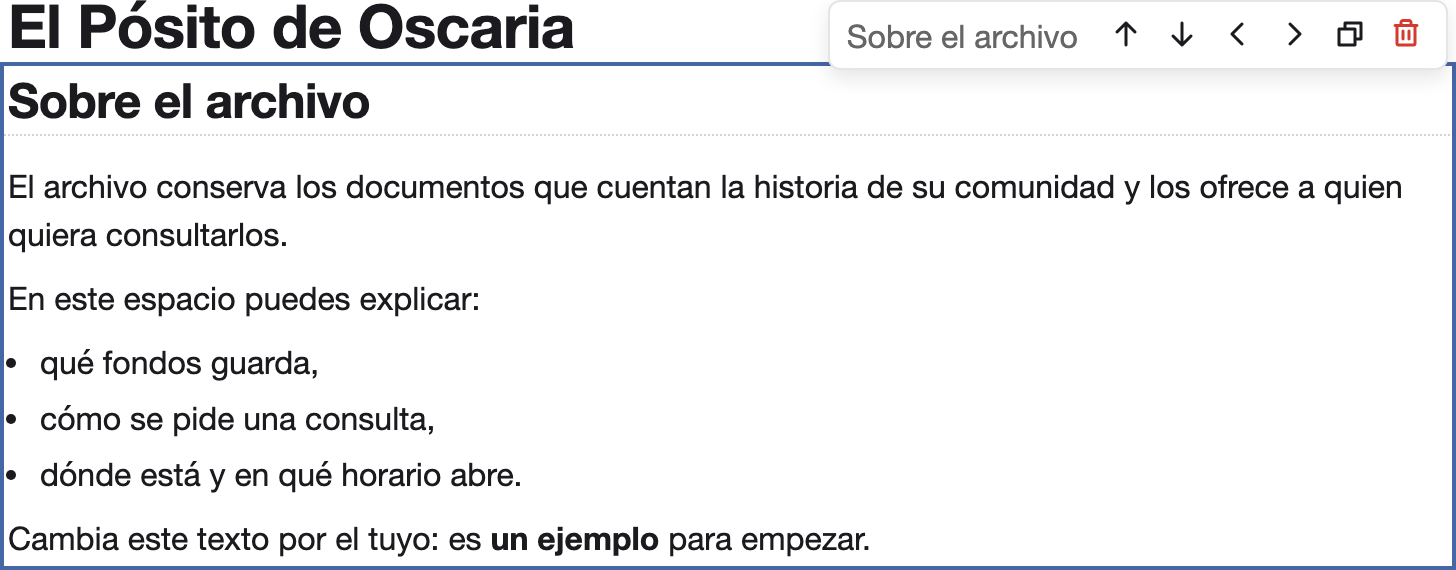 El Pósito de Oscaria
Sobre el archivo
Sobre el archivo
El archivo conserva los documentos que cuentan la historia de su comunidad y los ofrece a quien
quiera consultarlos.
En este espacio puedes explicar:
• qué fondos guarda,
• cómo se pide una consulta,
• dónde está y en qué horario abre.
Cambia este texto por el tuyo: es un ejemplo para empezar.